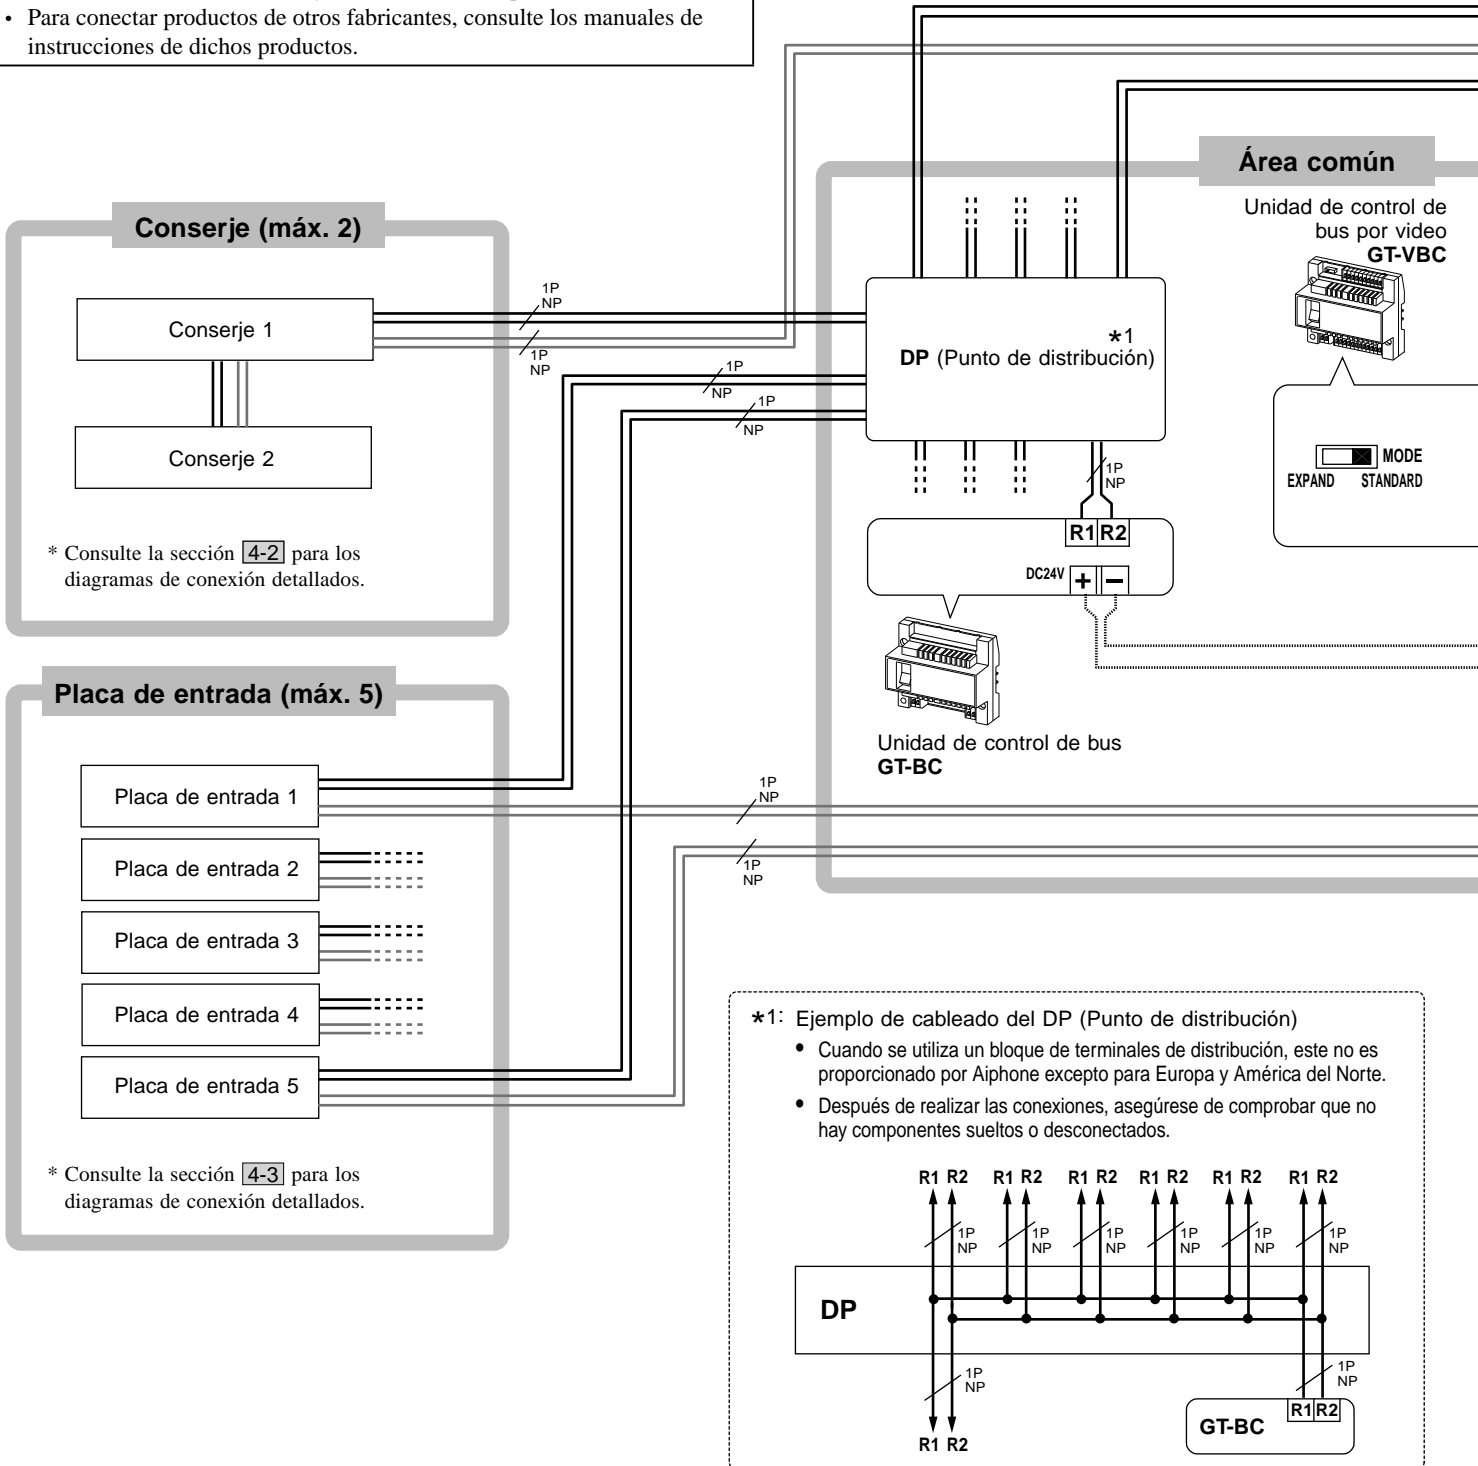 • Para conectar productos de otros fabricantes, consulte los manuales de
instrucciones de dichos productos.
Área común
Unidad de control de
bus por video
GT-VBC
Conserje (máx. 2)
Conserje 1
Conserje 2
1P
NP
1P
NP
1P
NP
1P
NP
*1
DP (Punto de distribución)
MODE
EXPAND STANDARD
1P
NP
R1 R2
DC24V + −
* Consulte la sección 4-2 para los
diagramas de conexión detallados.
Unidad de control de bus
GT-BC
Placa de entrada (máx. 5)
Placa de entrada 1
Placa de entrada 2
Placa de entrada 3
Placa de entrada 4
Placa de entrada 5
1P
NP
1P
NP
* Consulte la sección 4-3 para los
diagramas de conexión detallados.
*1: Ejemplo de cableado del DP (Punto de distribución)
• Cuando se utiliza un bloque de terminales de distribución, este no es
proporcionado por Aiphone excepto para Europa y América del Norte.
• Después de realizar las conexiones, asegúrese de comprobar que no
hay componentes sueltos o desconectados.
R1 R2 R1 R2 R1 R2 R1 R2 R1 R2 R1 R2
1P 1P 1P 1P 1P 1P
NP NP NP NP NP NP
DP
1P
NP
1P
NP
R1 R2
GT-BC
R1 R2